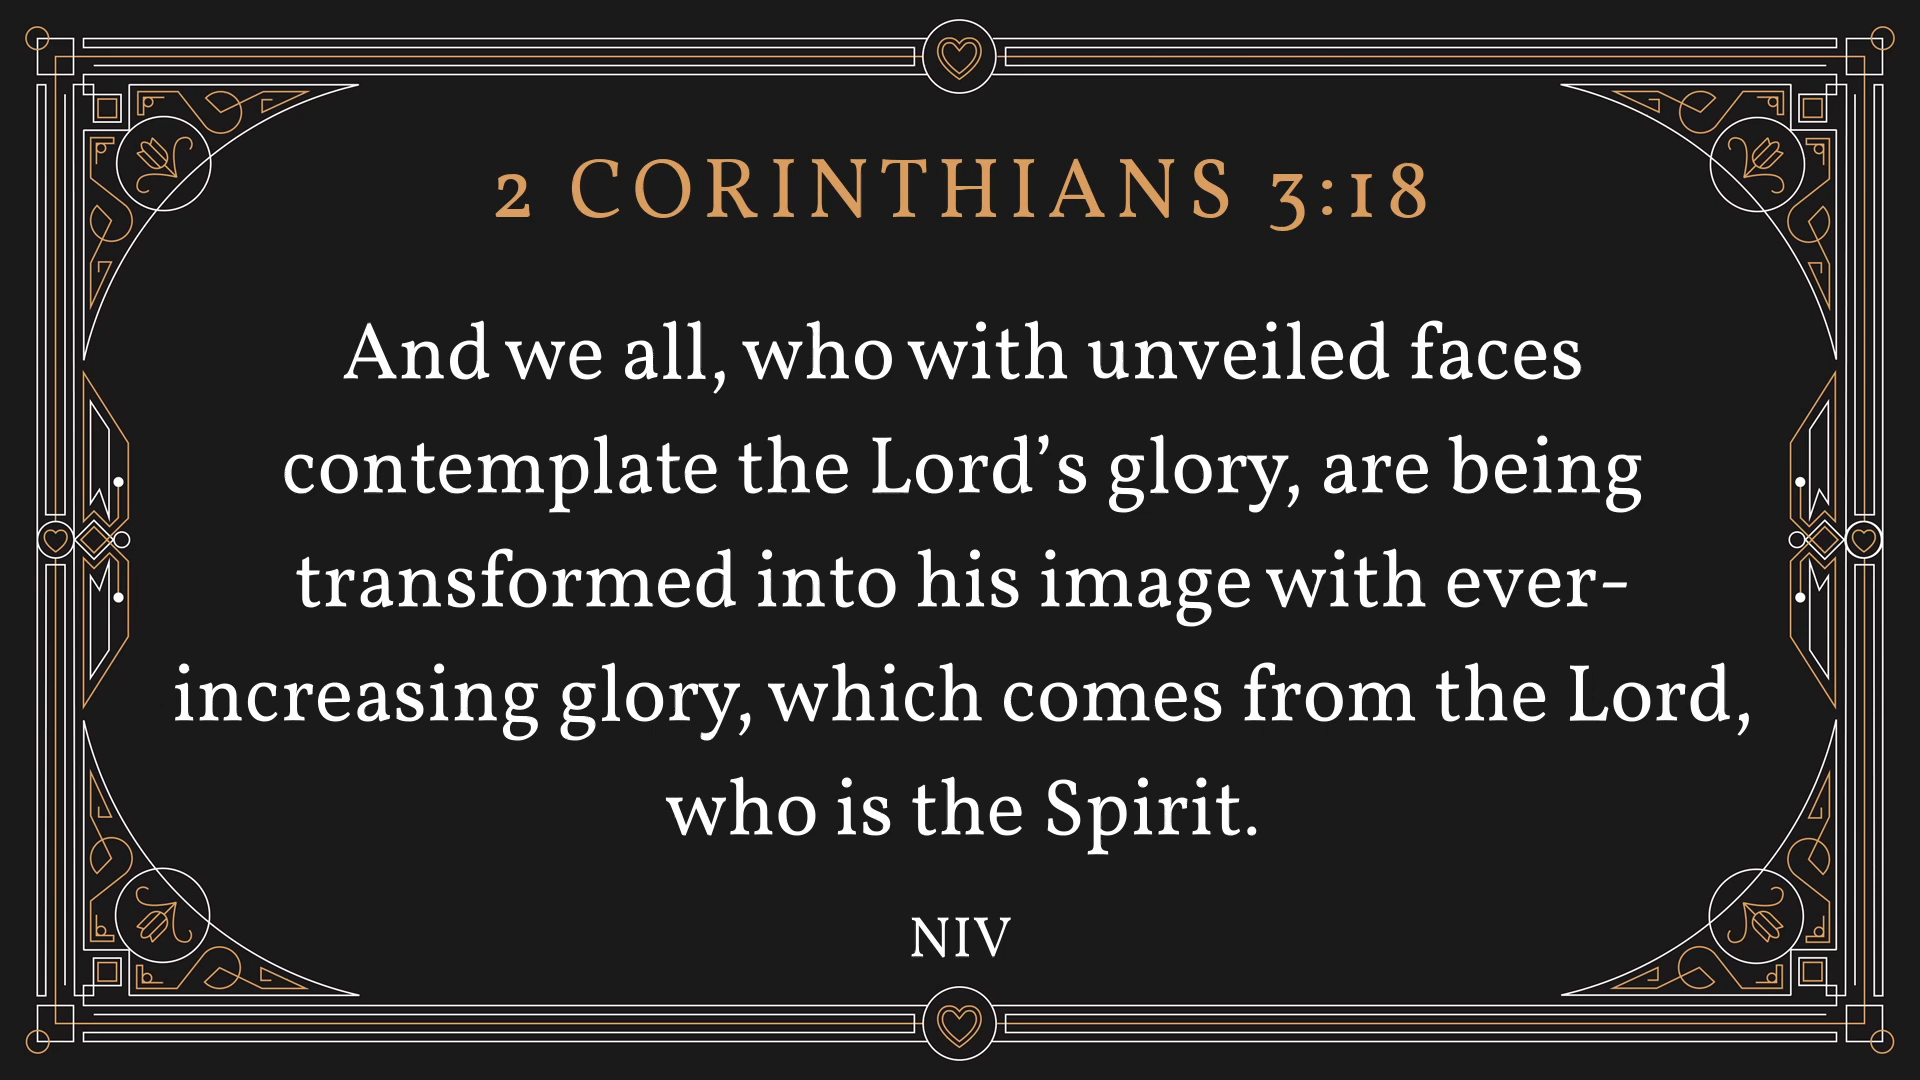 2 CORINTHIANS 3:18
And we all, who with unveiled faces
contemplate the Lord’s glory, are being
transformed into his image with ever-
increasing glory, which comes from the Lord,
who is the Spirit.
NIV